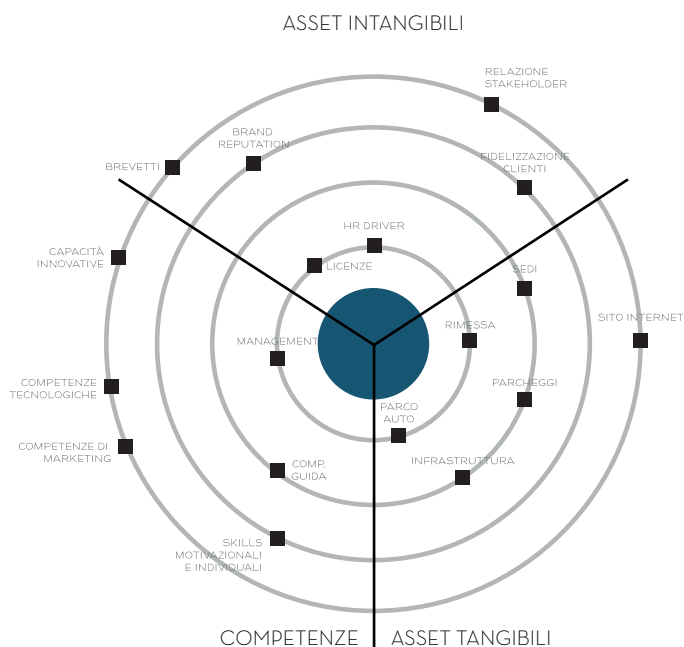 ASSET INTANGIBILI
RELAZIONE
STAKEHOLDER
BRAND
REPUTATION
FIDELIZZAZIONE
CLIENTI
BREVETTI
HR DRIVER
CAPACITÀ
INNOVATIVE
LICENZE
SEDI
SITO INTERNET
RIMESSA
MANAGEMENT
COMPETENZE
TECNOLOGICHE
PARCHEGGI
PARCO
AUTO
COMPETENZE DI
MARKETING
COMP.
GUIDA
INFRASTRUTTURA
SKILLS
MOTIVAZIONALI
E INDIVIDUALI
COMPETENZE
ASSET TANGIBILI